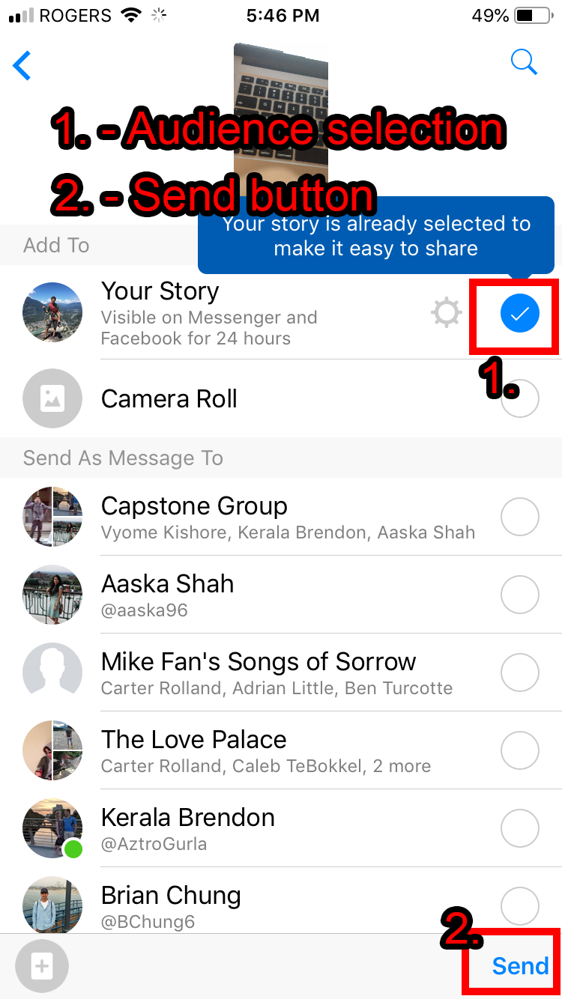 ROGERS 5:46 PM 49%
1. - Audience selection
2. - Send button
Your story is already selected to
make it easy to share
Add To
Your Story
Visible on Messenger and
Facebook for 24 hours
1.
Camera Roll
Send As Message To
Capstone Group
Vyome Kishore, Kerala Brendon, Aaska Shah
Aaska Shah
@aaska96
Mike Fan's Songs of Sorrow
Carter Rolland, Adrian Little, Ben Turcotte
The Love Palace
Carter Rolland, Caleb TeBokkel, 2 more
Kerala Brendon
@AztroGurla
Brian Chung
@BChung6
2.
Send